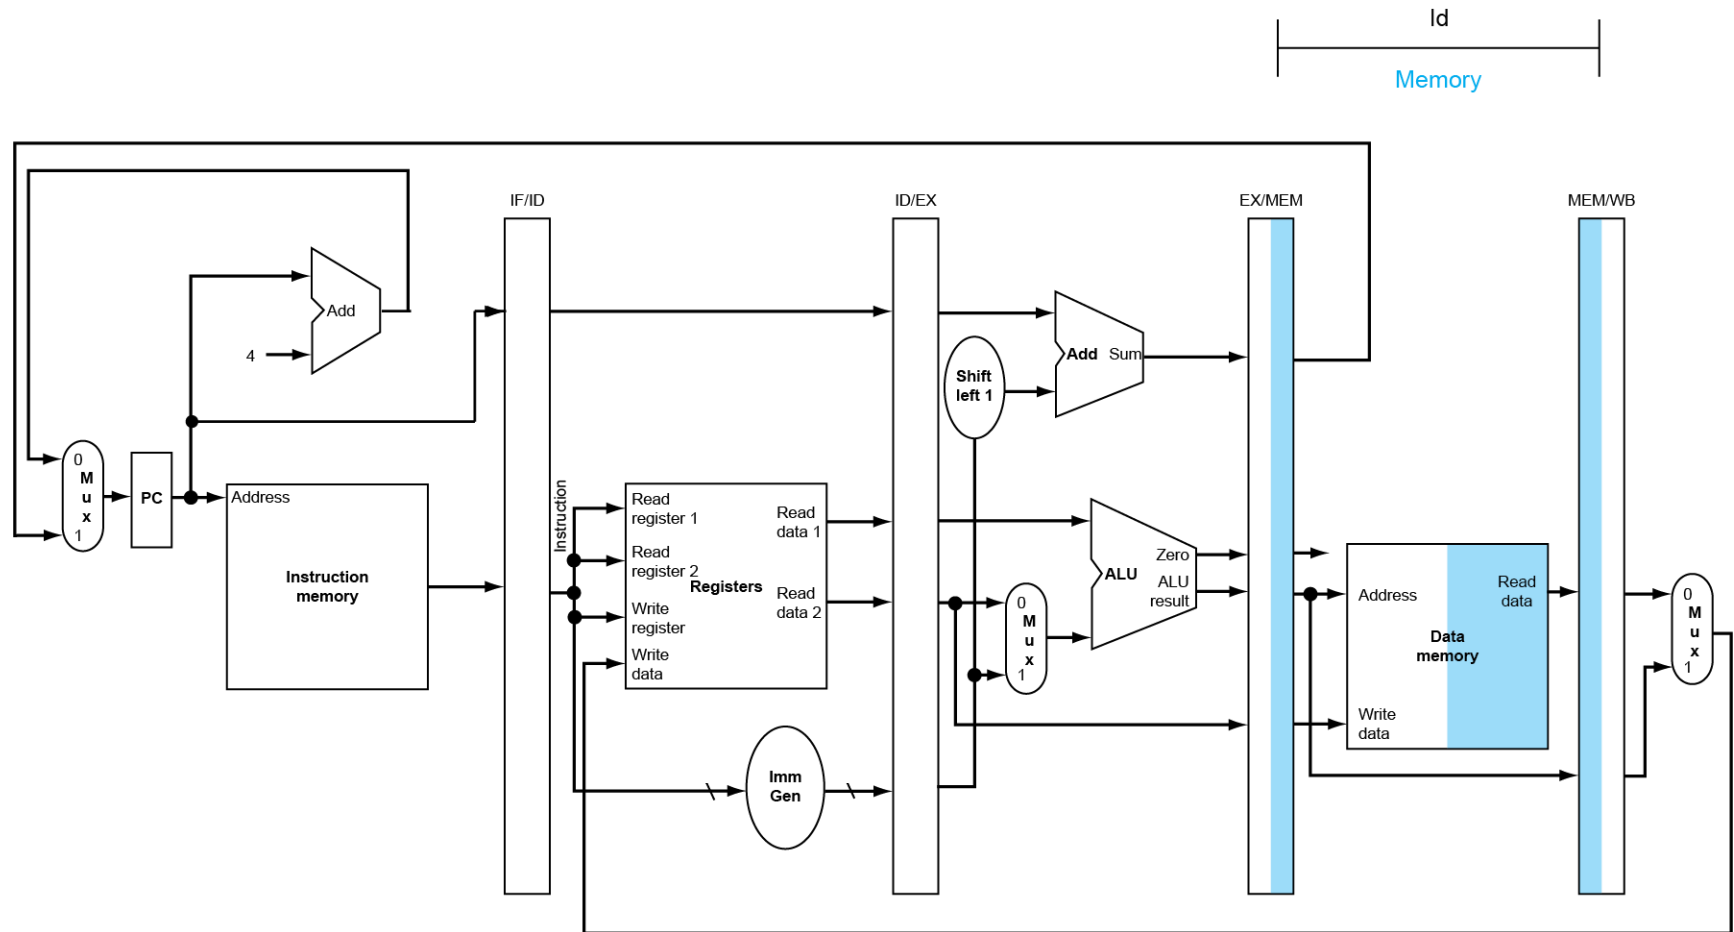 ld
Memory
IF/ID
ID/EX
EX/MEM
MEM/WB
Add
4
Add Sum
Shift
left 1
0
M
u
x
1
PC
Address
Instruction
memory
Instruction
Read
register 1
Read
register 2
Write
register
Write
data
Registers
Read
data 1
Read
data 2
Imm
Gen
0
M
u
x
1
ALU
Zero
ALU
result
Address
Write
data
Data
memory
Read
data
0
M
u
x
1